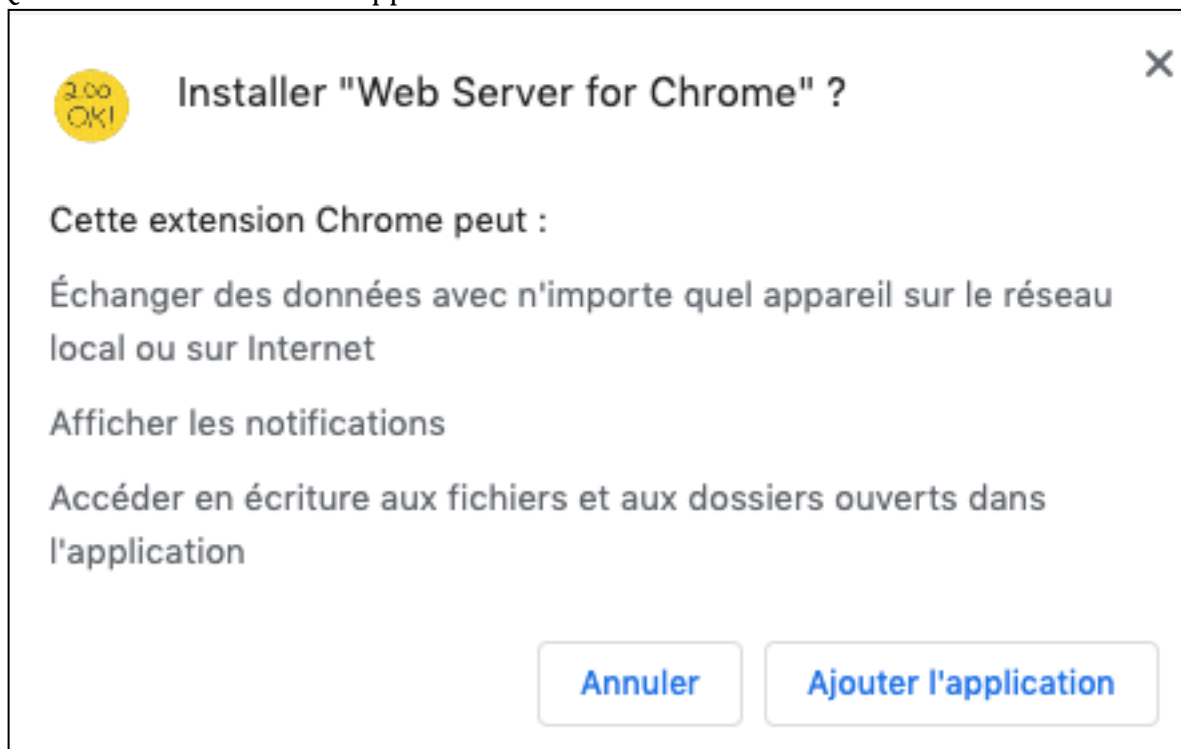 200
OK!
Installer "Web Server for Chrome" ?
Cette extension Chrome peut :
Échanger des données avec n'importe quel appareil sur le réseau
local ou sur Internet
Afficher les notifications
Accéder en écriture aux fichiers et aux dossiers ouverts dans
l'application
Annuler
Ajouter l'application